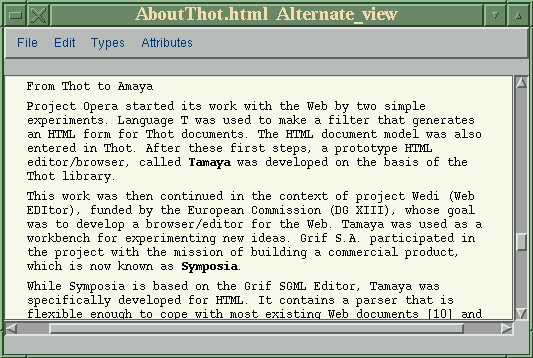 AboutThot.html Alternate_view
File Edit Types Attributes
From Thot to Amaya
Project Opera started its work with the Web by two simple
experiments. Language T was used to make a filter that generates
an HTML form for Thot documents. The HTML document model was also
entered in Thot. After these first steps, a prototype HTML
editor/browser, called Tamaya was developed on the basis of the
Thot library.
This work was then continued in the context of project Wedi (Web
EDItor), funded by the European Commission (DG XIII), whose goal
was to develop a browser/editor for the Web. Tamaya was used as a
workbench for experimenting new ideas. Grif S.A. participated in
the project with the mission of building a commercial product,
which is now known as Symposia.
While Symposia is based on the Grif SGML Editor, Tamaya was
specifically developed for HTML. It contains a parser that is
flexible enough to cope with most existing Web documents [10] and